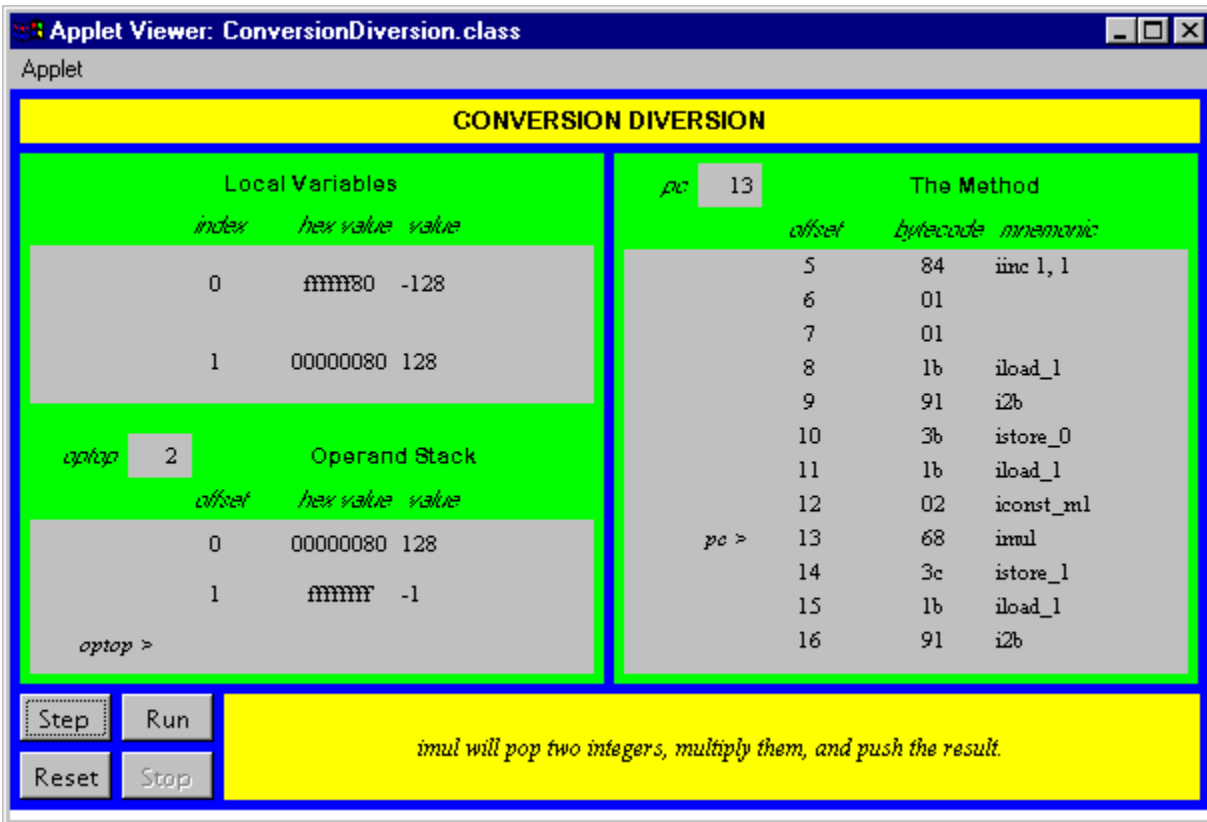 Applet Viewer: ConversionDiversion.class
Applet
CONVERSION DIVERSION
Local Variables
index hex value value
0 ffffff80 -128
1 00000080 128
optop 2 Operand Stack
offset hex value value
0 00000080 128
1 ffffffff -1
optop >
pc 13 The Method
offset bytecode mnemonic
5 84 iinc 1, 1
6 01
7 01
8 1b iload_1
9 91 i2b
10 3b istore_0
11 1b iload_1
12 02 iconst_m1
pc > 13 68 imul
14 3c istore_1
15 1b iload_1
16 91 i2b
Step Run
Reset Stop
imul will pop two integers, multiply them, and push the result.